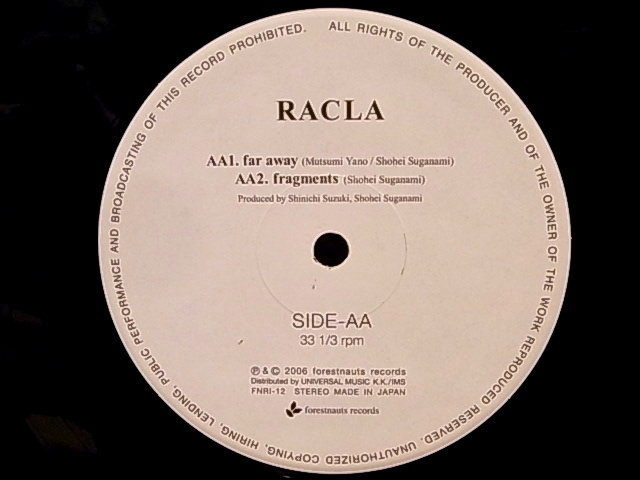 ALL RIGHTS OF THE PRODUCER AND OF THE OWNER OF THE WORK REPRODUCED RESERVED. UNAUTHORIZED COPYING, HIRING, LENDING, PUBLIC PERFORMANCE AND BROADCASTING OF THIS RECORD PROHIBITED.
RACLA
AA1. far away (Mutsumi Yano / Shohei Suganami)
AA2. fragments (Shohei Suganami)
Produced by Shinichi Suzuki, Shohei Suganami
SIDE-AA
33 1/3 rpm
℗ & © 2006 forestnauts records
Distributed by UNIVERSAL MUSIC K.K./IMS
FNRI-12 STEREO MADE IN JAPAN
forestnauts records